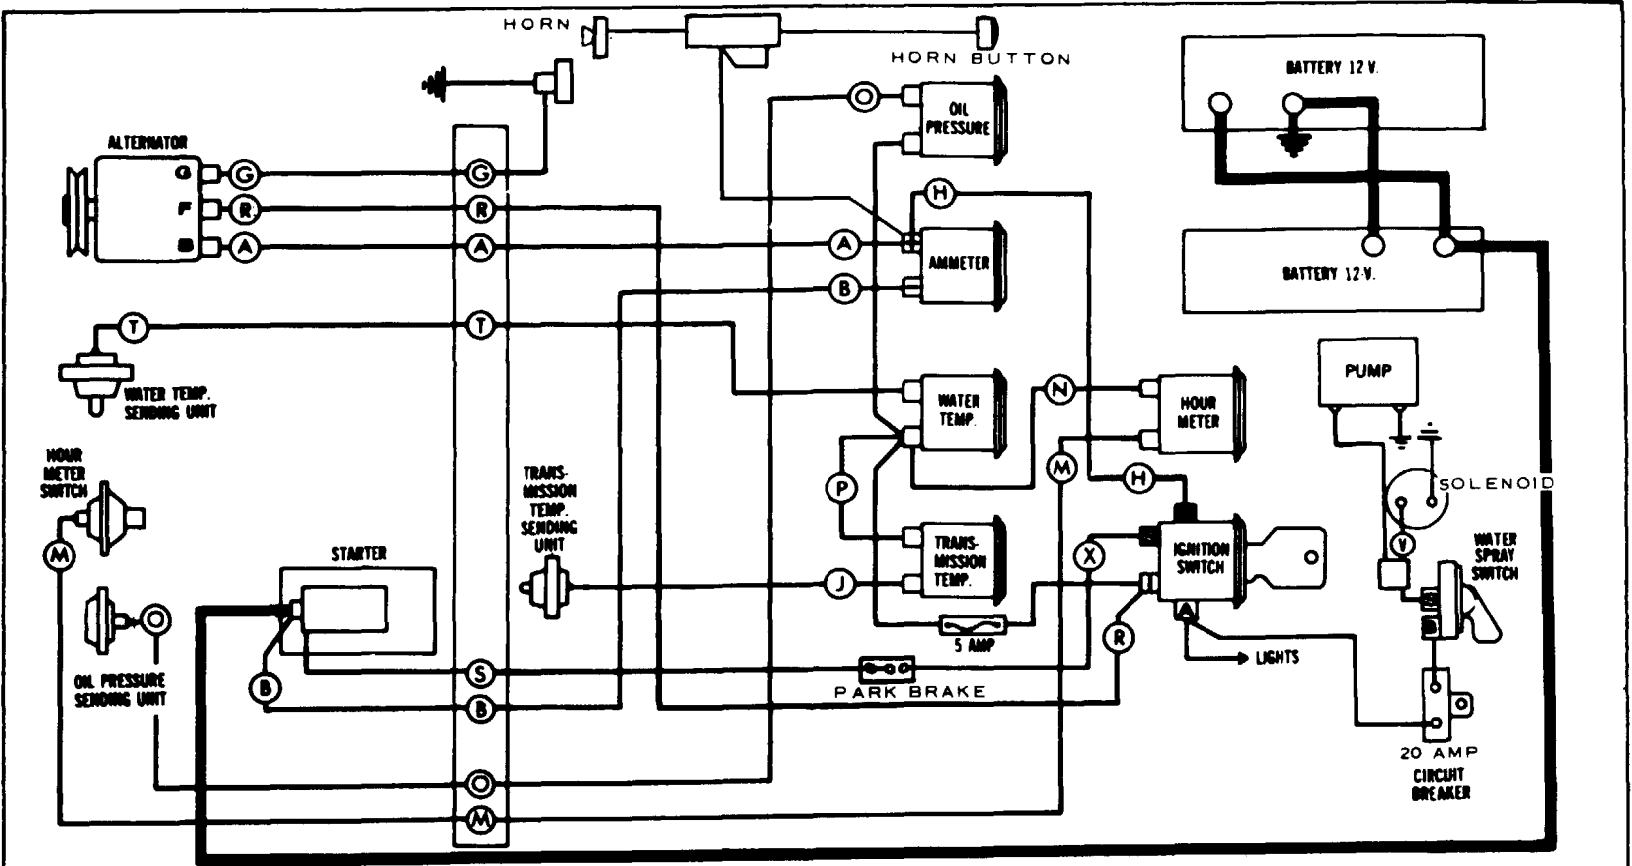 HORN
HORN BUTTON
BATTERY 12 V.
OIL
PRESSURE
ALTERNATOR
G
G
G
F
R
R
B
A
A
A
H
AMMETER
B
BATTERY 12 V.
T
T
WATER TEMP.
SENDING UNIT
WATER
TEMP.
N
HOUR
METER
PUMP
HOUR
METER
SWITCH
M
TRANS-
MISSION
TEMP.
SENDING
UNIT
P
M
H
SOLENOID
STARTER
TRANS-
MISSION
TEMP.
J
X
IGNITION
SWITCH
V
WATER
SPRAY
SWITCH
O
O
A
B
5 AMP
R
LIGHTS
OIL PRESSURE
SENDING UNIT
B
S
B
PARK BRAKE
20 AMP
CIRCUIT
BREAKER
O
M